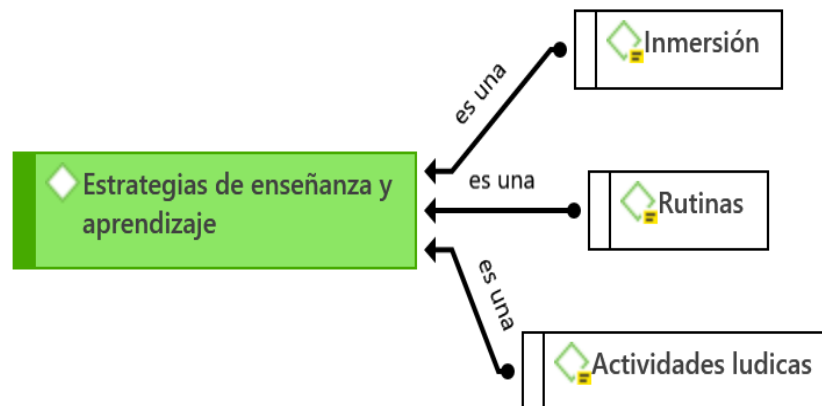 Inmersión
es una
Estrategias de enseñanza y
aprendizaje
es una
Rutinas
es una
Actividades ludicas